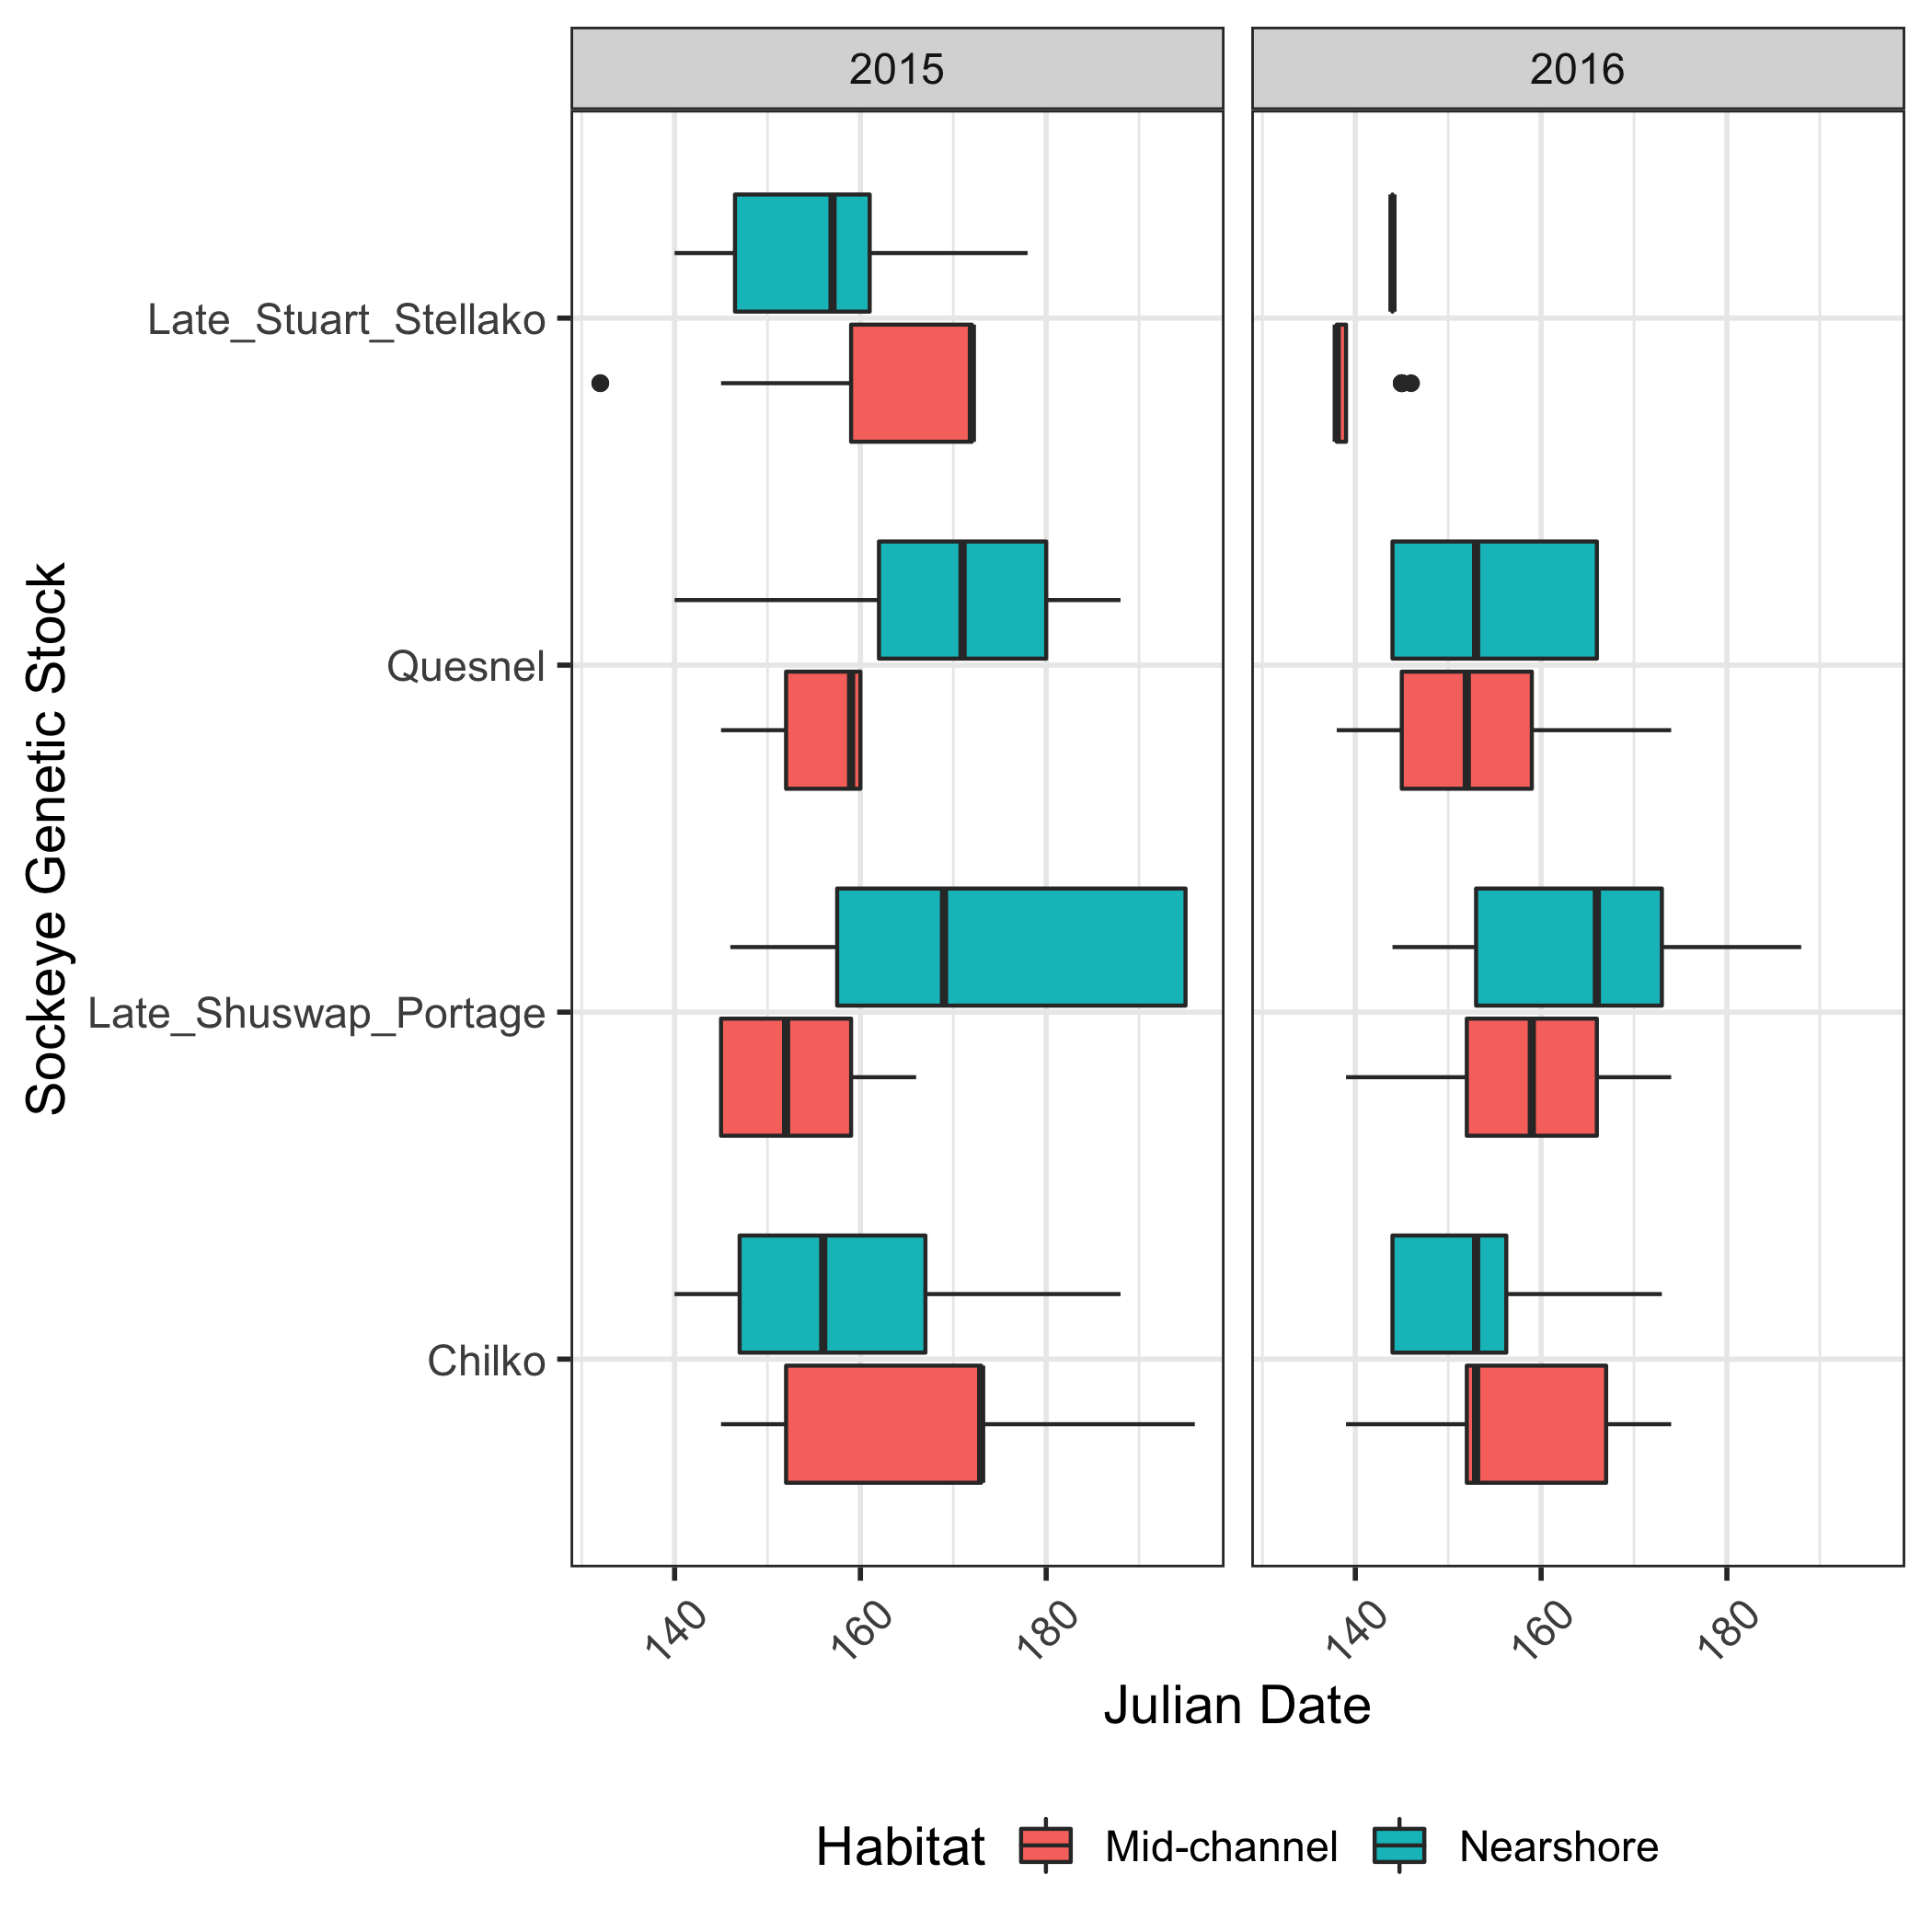 2015
2016
Sockeye Genetic Stock
Late_Stuart_Stellako
Quesnel
Late_Shuswap_Portage
Chilko
140
160
180
140
160
180
Julian Date
Habitat
Mid-channel
Nearshore